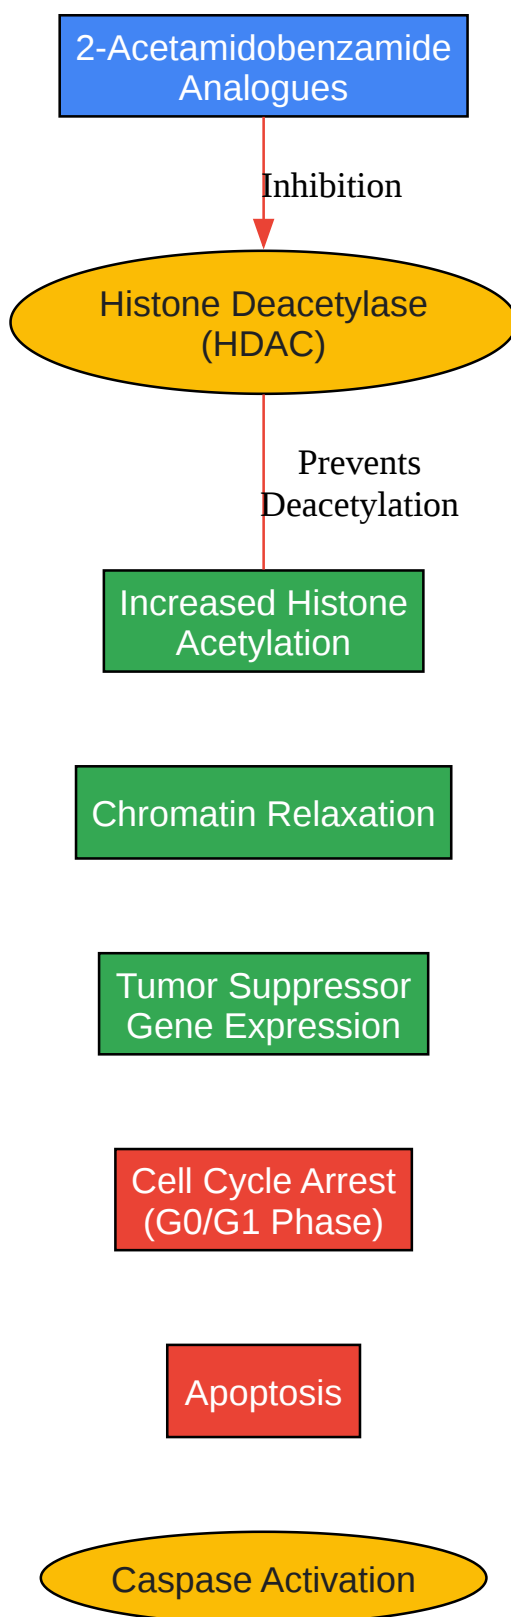 2-Acetamidobenzamide
Analogues
Inhibition
Histone Deacetylase
(HDAC)
Prevents
Deacetylation
Increased Histone
Acetylation
Chromatin Relaxation
Tumor Suppressor
Gene Expression
Cell Cycle Arrest
(G0/G1 Phase)
Apoptosis
Caspase Activation